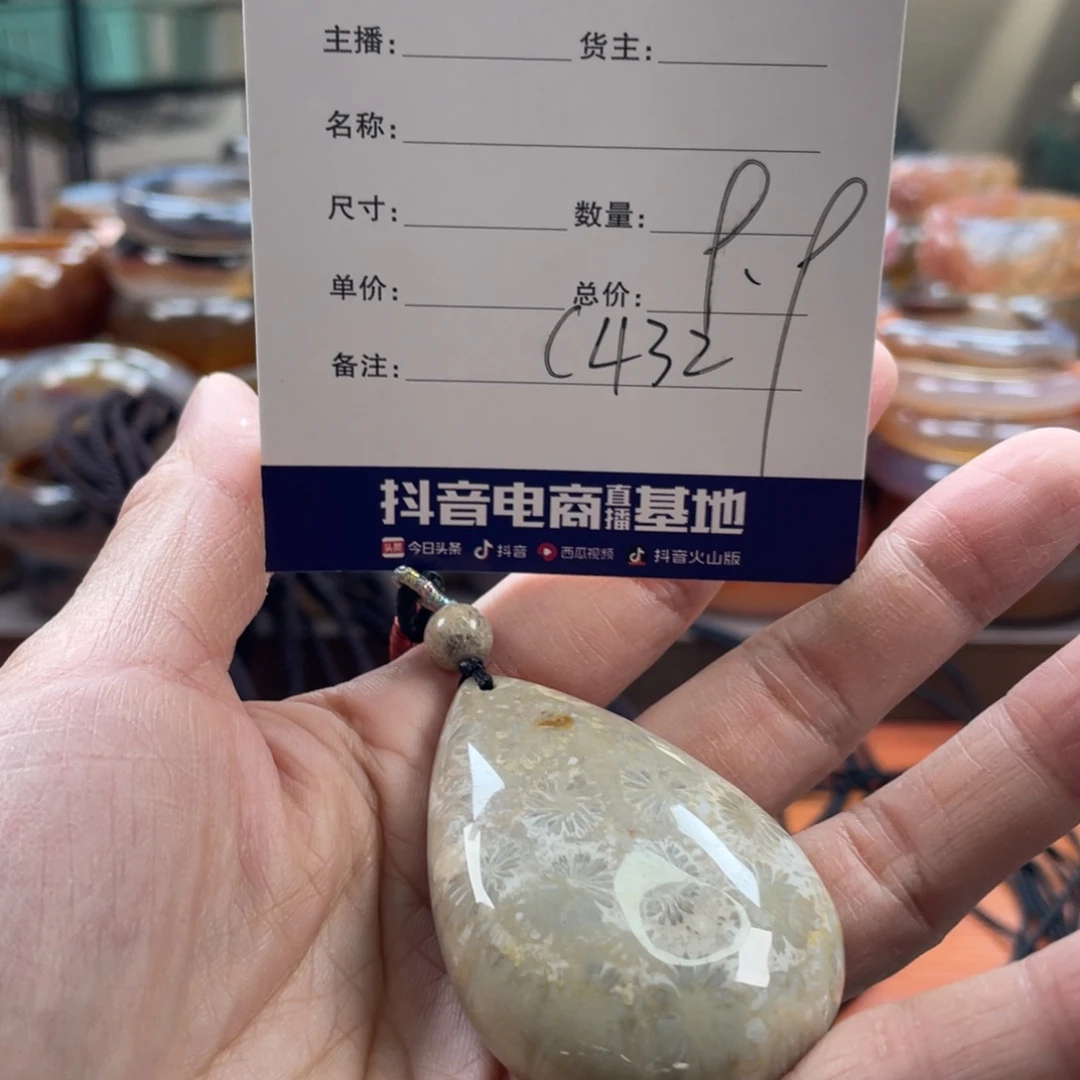 主播: 货主:
名称:
尺寸: 数量:
单价: 总价:
C432
备注:
抖音电商直播基地
头条 今日头条 抖音 西瓜视频 抖音火山版